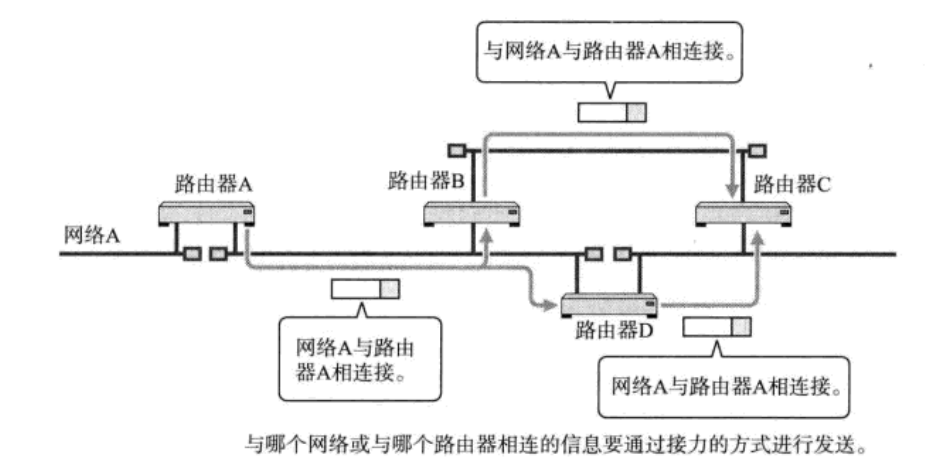 与网络A与路由器A相连接。
路由器A
路由器B
路由器C
网络A
路由器D
网络A与路由
器A相连接。
网络A与路由器A相连接。
与哪个网络或与哪个路由器相连的信息要通过接力的方式进行发送。